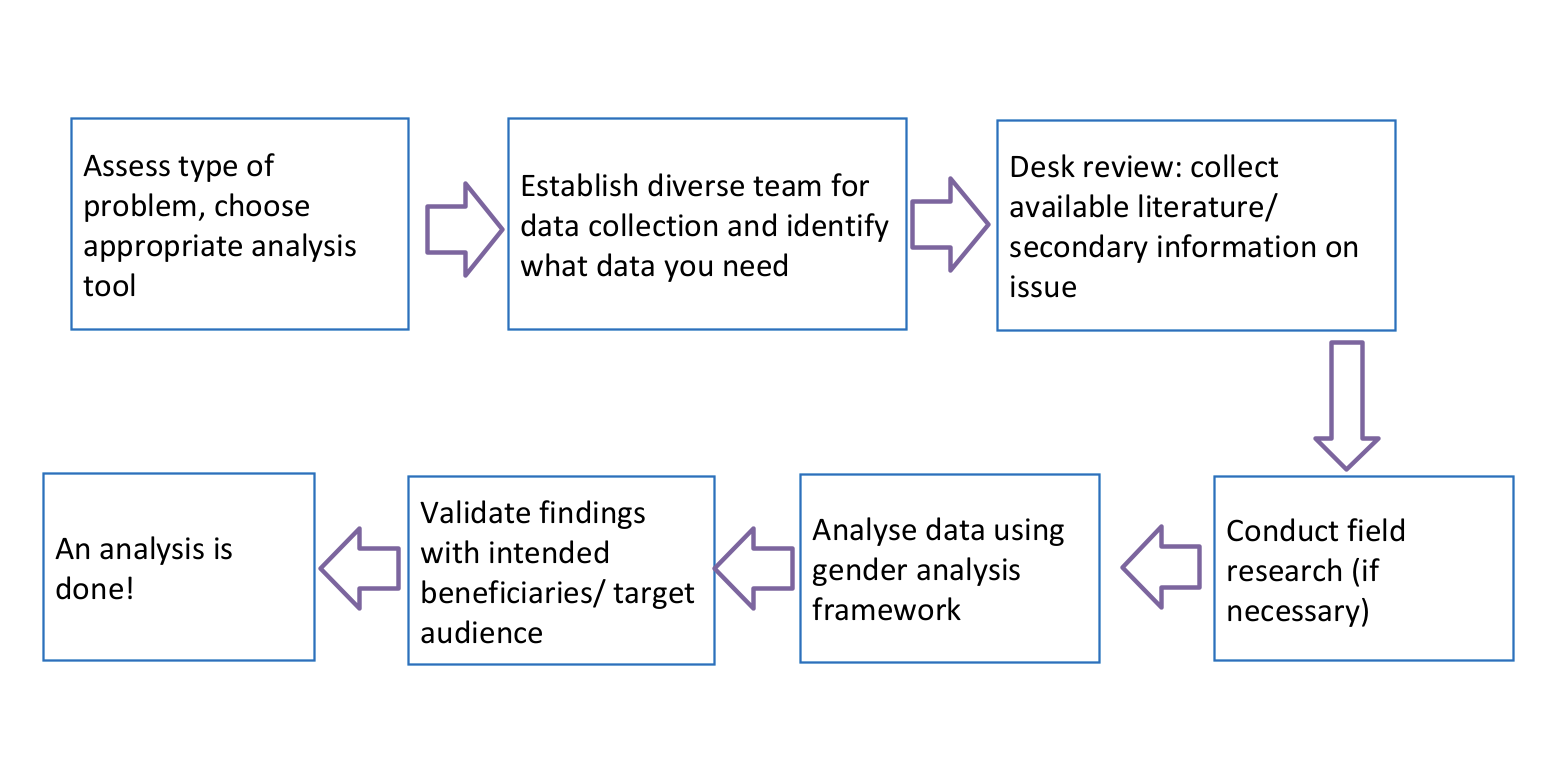 Assess type of
problem, choose
appropriate analysis
tool
Establish diverse team for
data collection and identify
what data you need
Desk review: collect
available literature/
secondary information on
issue
Conduct field
research (if
necessary)
Analyse data using
gender analysis
framework
Validate findings
with intended
beneficiaries/ target
audience
An analysis is
done!